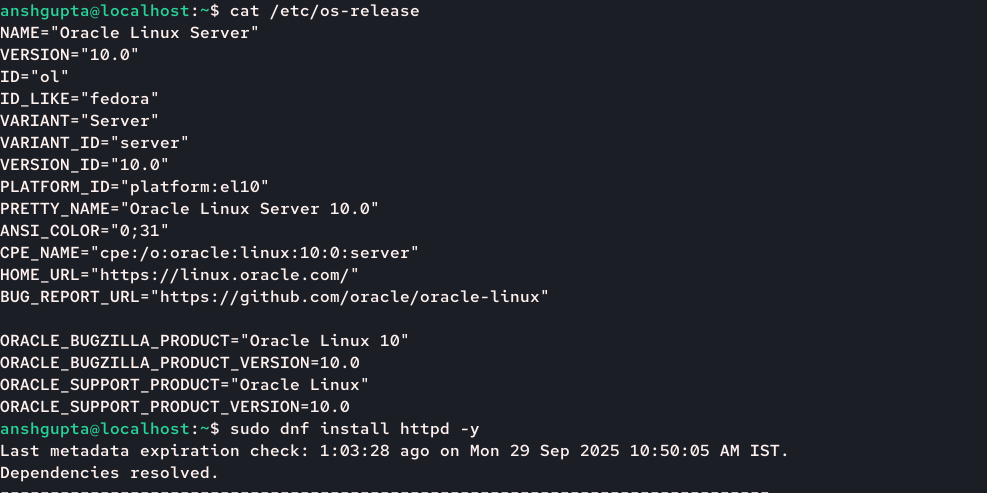 anshgupta@localhost:~$ cat /etc/os-release
NAME="Oracle Linux Server"
VERSION="10.0"
ID="ol"
ID_LIKE="fedora"
VARIANT="Server"
VARIANT_ID="server"
VERSION_ID="10.0"
PLATFORM_ID="platform:el10"
PRETTY_NAME="Oracle Linux Server 10.0"
ANSI_COLOR="0;31"
CPE_NAME="cpe:/o:oracle:linux:10:0:server"
HOME_URL="https://linux.oracle.com/"
BUG_REPORT_URL="https://github.com/oracle/oracle-linux"

ORACLE_BUGZILLA_PRODUCT="Oracle Linux 10"
ORACLE_BUGZILLA_PRODUCT_VERSION=10.0
ORACLE_SUPPORT_PRODUCT="Oracle Linux"
ORACLE_SUPPORT_PRODUCT_VERSION=10.0
anshgupta@localhost:~$ sudo dnf install httpd -y
Last metadata expiration check: 1:03:28 ago on Mon 29 Sep 2025 10:50:05 AM IST.
Dependencies resolved.